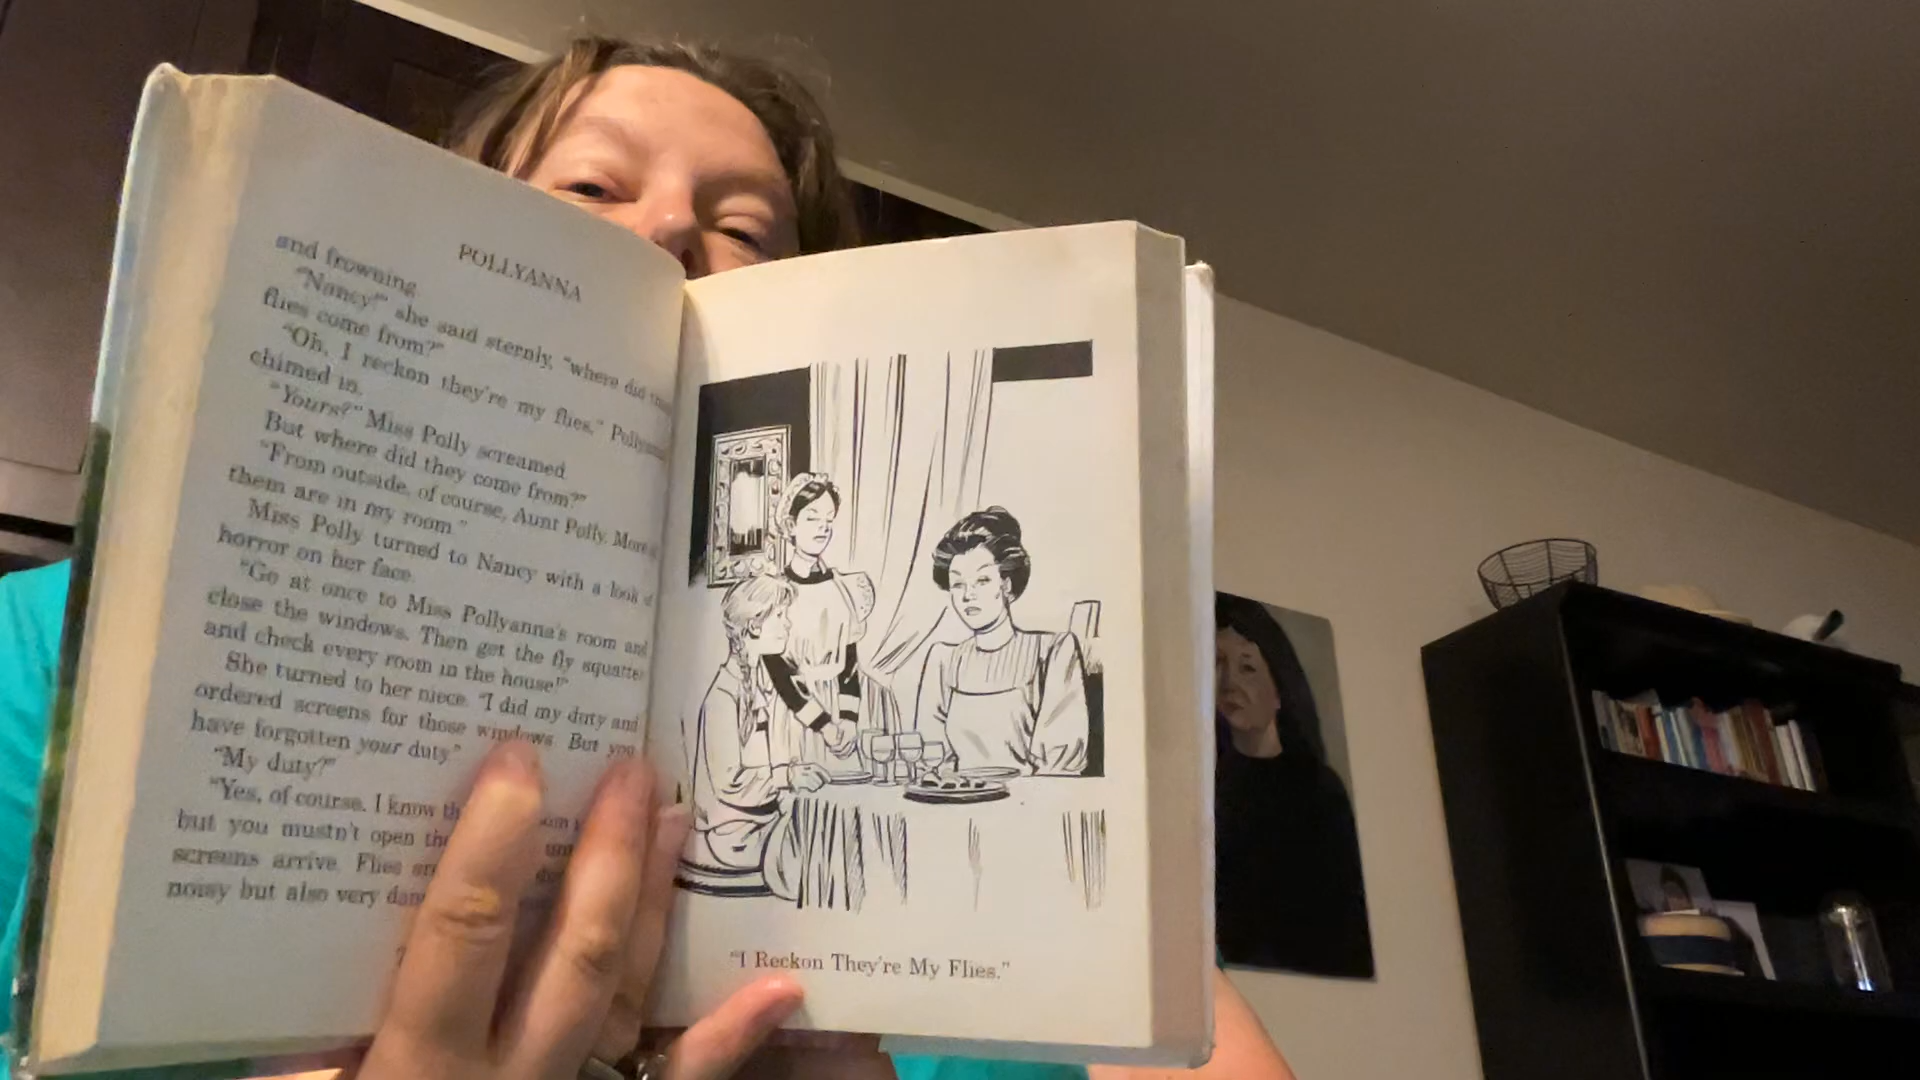 POLLYANNA
and frowning.
"Nancy!" she said sternly, "where did
flies come from?"
"Oh, I reckon they're my flies,"
chimed in.
"Yours?" Miss Polly screamed.
But where did they come from?"
"From outside, of course, Aunt Polly. More
them are in my room."
Miss Polly turned to Nancy with a look of
horror on her face.
"Go at once to Miss Pollyanna's room and
close the windows. Then get the fly squatter
and check every room in the house!"
She turned to her niece. "I did my duty and
ordered screens for those windows. But you
have forgotten your duty."
"My duty?"
"Yes, of course. I know
but you mustn't open
screens arrive. Flies
noisy but also very
"I Reckon They're My Flies."